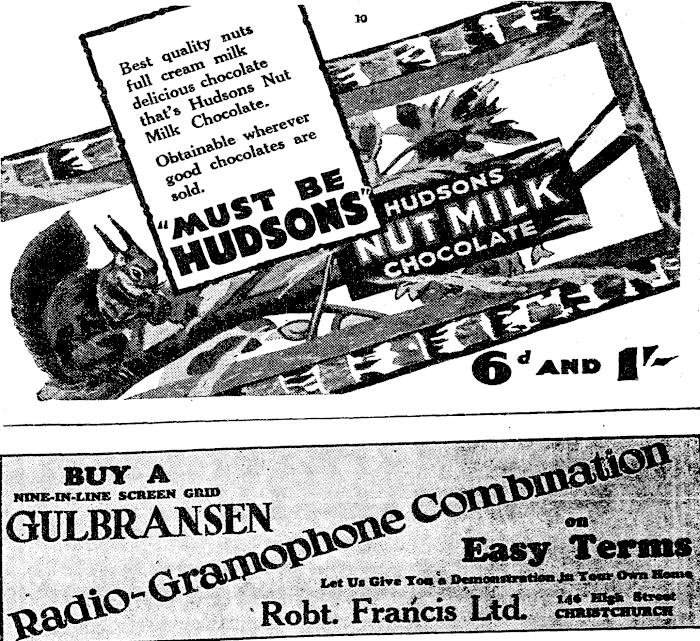 10
Best quality nuts
full cream milk
delicious chocolate
that's Hudsons Nut
Milk Chocolate.
Obtainable wherever
good chocolates are
sold.
"MUST BE
HUDSONS"
HUDSONS
NUT MILK
CHOCOLATE
6d AND 1/-
BUY A
NINE-IN-LINE SCREEN GRID
GULBRANSEN
Radio-Gramophone Combination
on
Easy Terms
Let Us Give You a Demonstration in Your Own Home
Robt. Francis Ltd.
146 High Street
CHRISTCHURCH